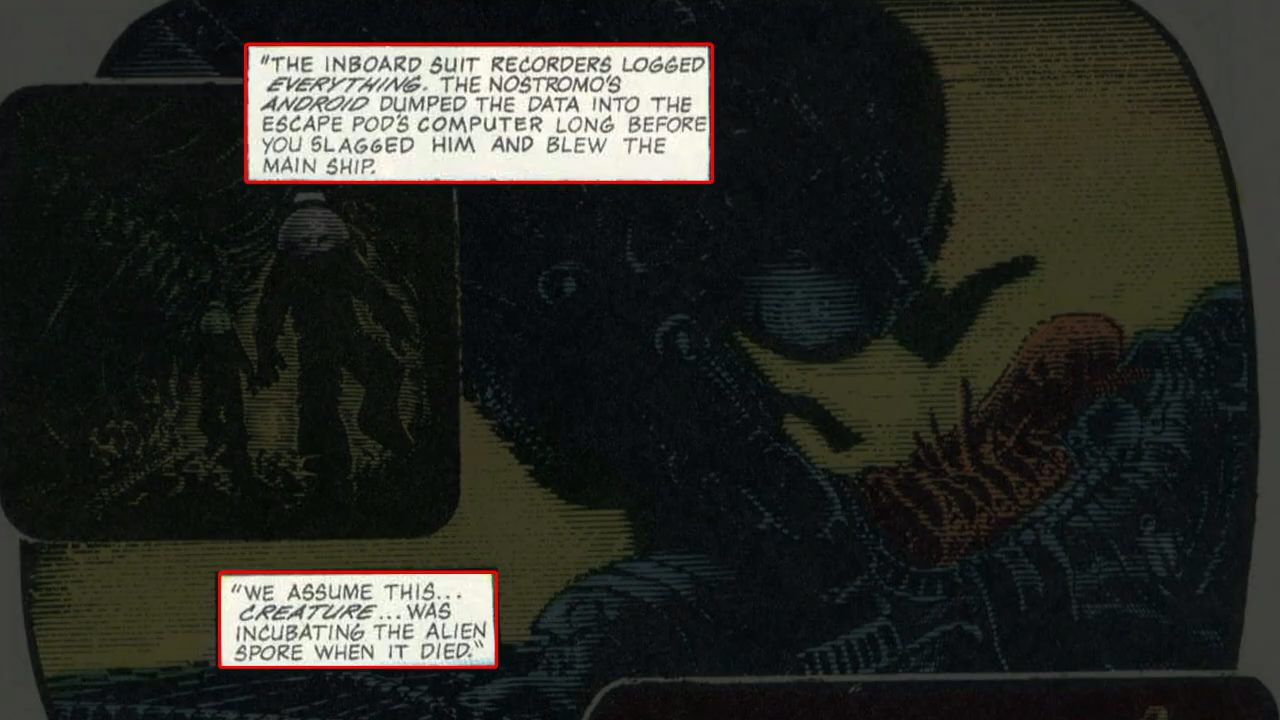 "THE INBOARD SUIT RECORDERS LOGGED
EVERYTHING. THE NOSTROMO'S
ANDROID DUMPED THE DATA INTO THE
ESCAPE POD'S COMPUTER LONG BEFORE
YOU SLAGGED HIM AND BLEW THE
MAIN SHIP.
"WE ASSUME THIS...
CREATURE... WAS
INCUBATING THE ALIEN
SPORE WHEN IT DIED."